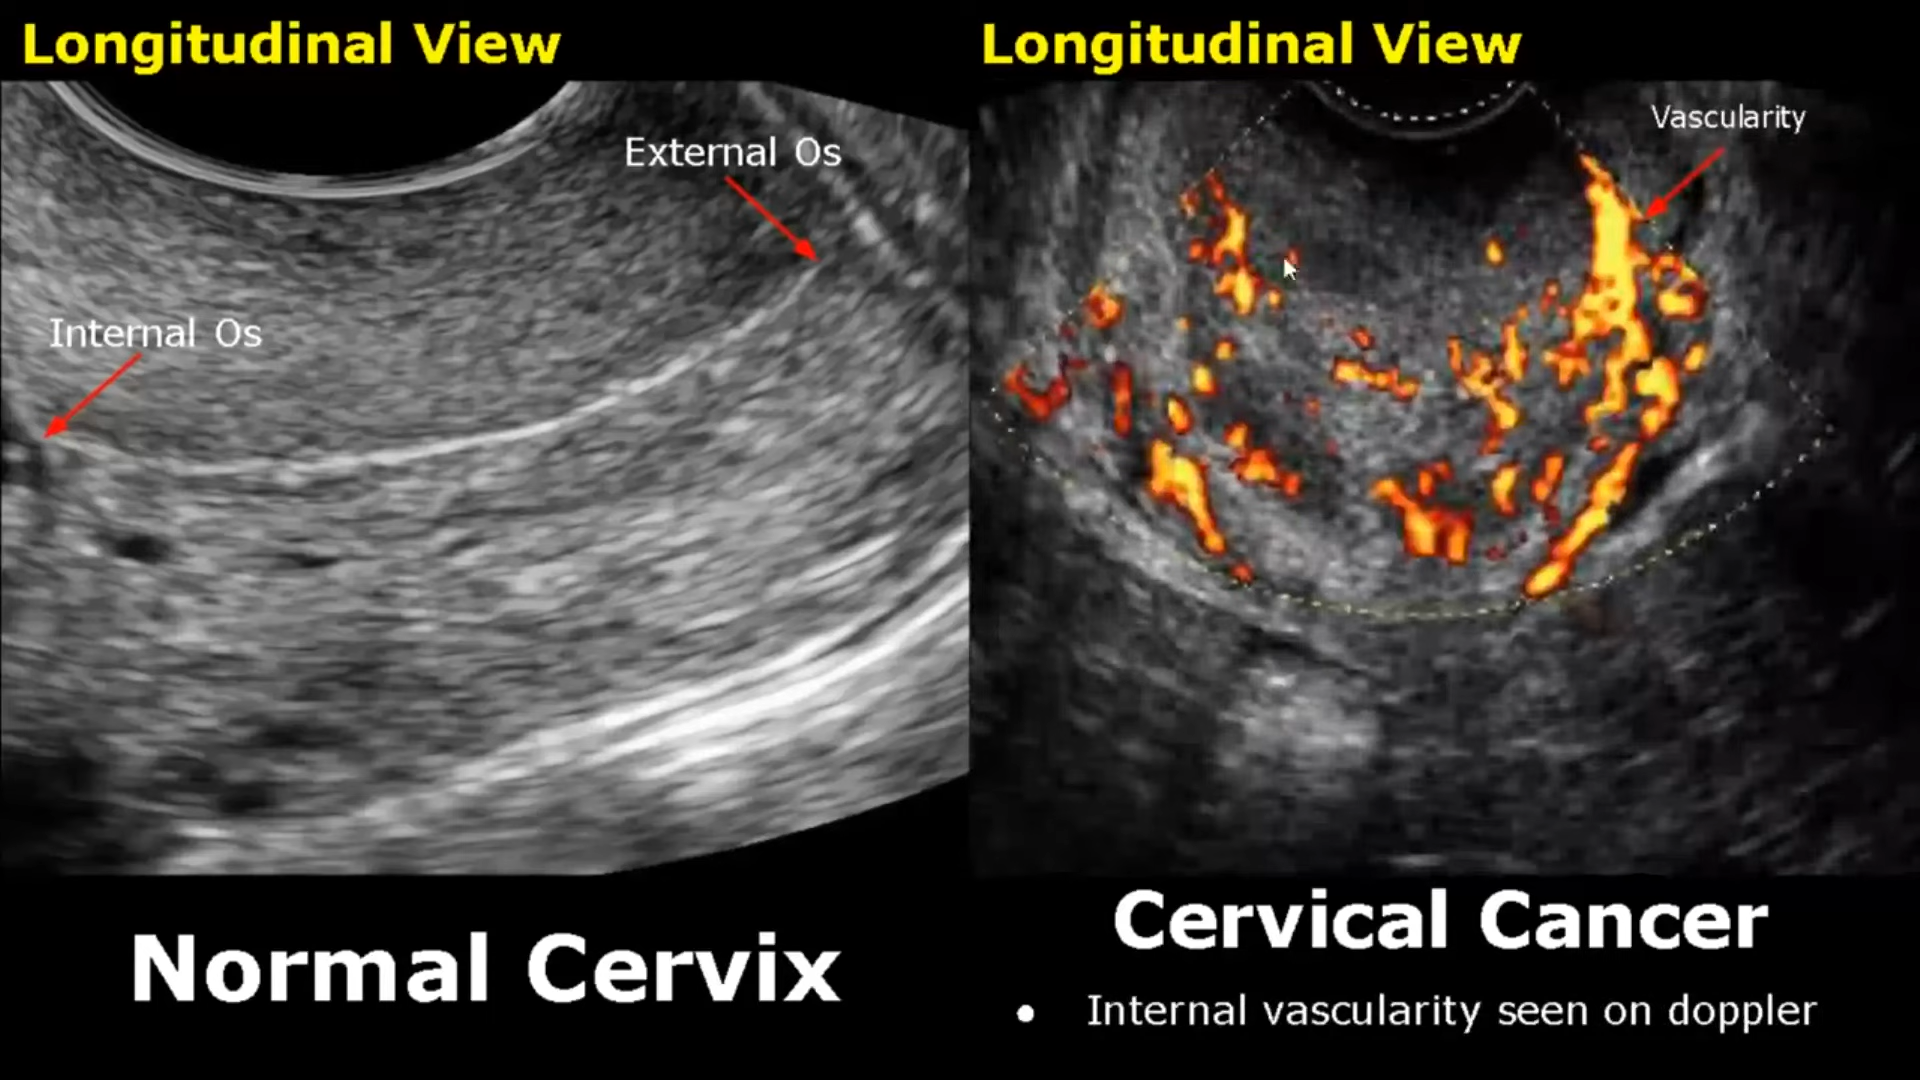 Longitudinal View
External Os
Internal Os
Normal Cervix
Longitudinal View
Vascularity
Cervical Cancer
• Internal vascularity seen on doppler